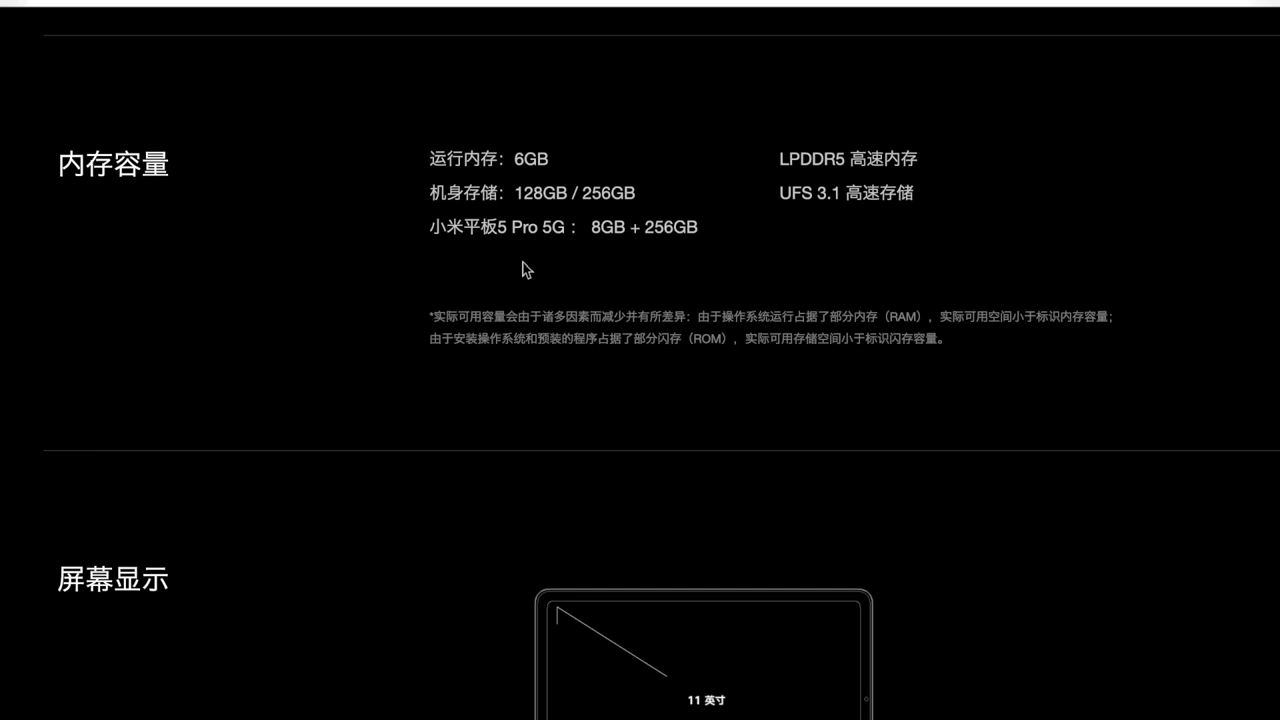 内存容量
运行内存：6GB
LPDDR5 高速内存
机身存储：128GB / 256GB
UFS 3.1 高速存储
小米平板5 Pro 5G： 8GB + 256GB
*实际可用容量会由于诸多因素而减少并有所差异：由于操作系统运行占据了部分内存（RAM），实际可用空间小于标识内存容量；
由于安装操作系统和预装的程序占据了部分闪存（ROM），实际可用存储空间小于标识闪存容量。
屏幕显示
11 英寸